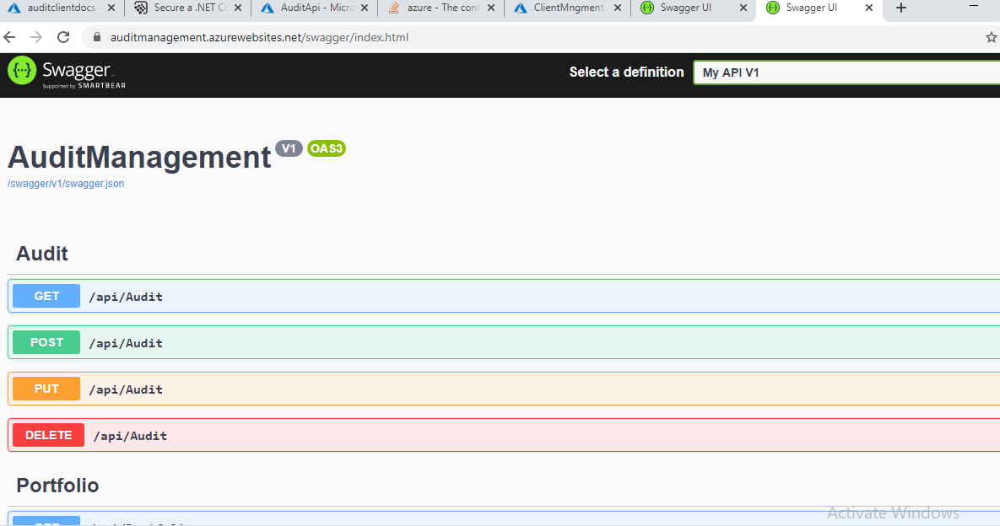 auditclientdocs
Secure a .NET C
AuditApi - Micro
azure - The conf
ClientMngment
Swagger UI
Swagger UI
auditmanagement.azurewebsites.net/swagger/index.html
Swagger
Supported by SMARTBEAR
Select a definition
My API V1
AuditManagement V1 OAS3
/swagger/v1/swagger.json
Audit
GET /api/Audit
POST /api/Audit
PUT /api/Audit
DELETE /api/Audit
Portfolio
Activate Windows